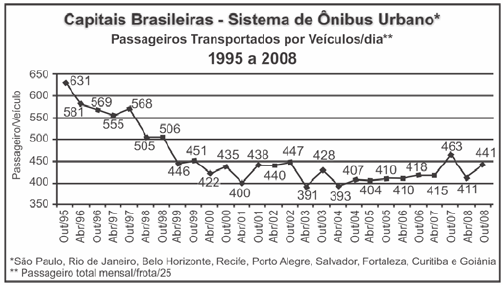 Capitais Brasileiras - Sistema de Ônibus Urbano*
Passageiros Transportados por Veículos/dia**
1995 a 2008
Passageiro/Veículo
650
600
550
500
450
400
350
631
581
569
555
568
505
506
446
451
422
435
400
438
440
447
391
428
393
407
404
410
410
418
415
463
411
441
Out/95
Abr/96
Out/96
Abr/97
Out/97
Abr/98
Out/98
Abr/99
Out/99
Abr/00
Out/00
Abr/01
Out/01
Abr/02
Out/02
Abr/03
Out/03
Abr/04
Out/04
Abr/05
Out/05
Abr/06
Out/06
Abr/07
Out/07
Abr/08
Out/08
*São Paulo, Rio de Janeiro, Belo Horizonte, Recife, Porto Alegre, Salvador, Fortaleza, Curitiba e Goiânia
** Passageiro total mensal/frota/25